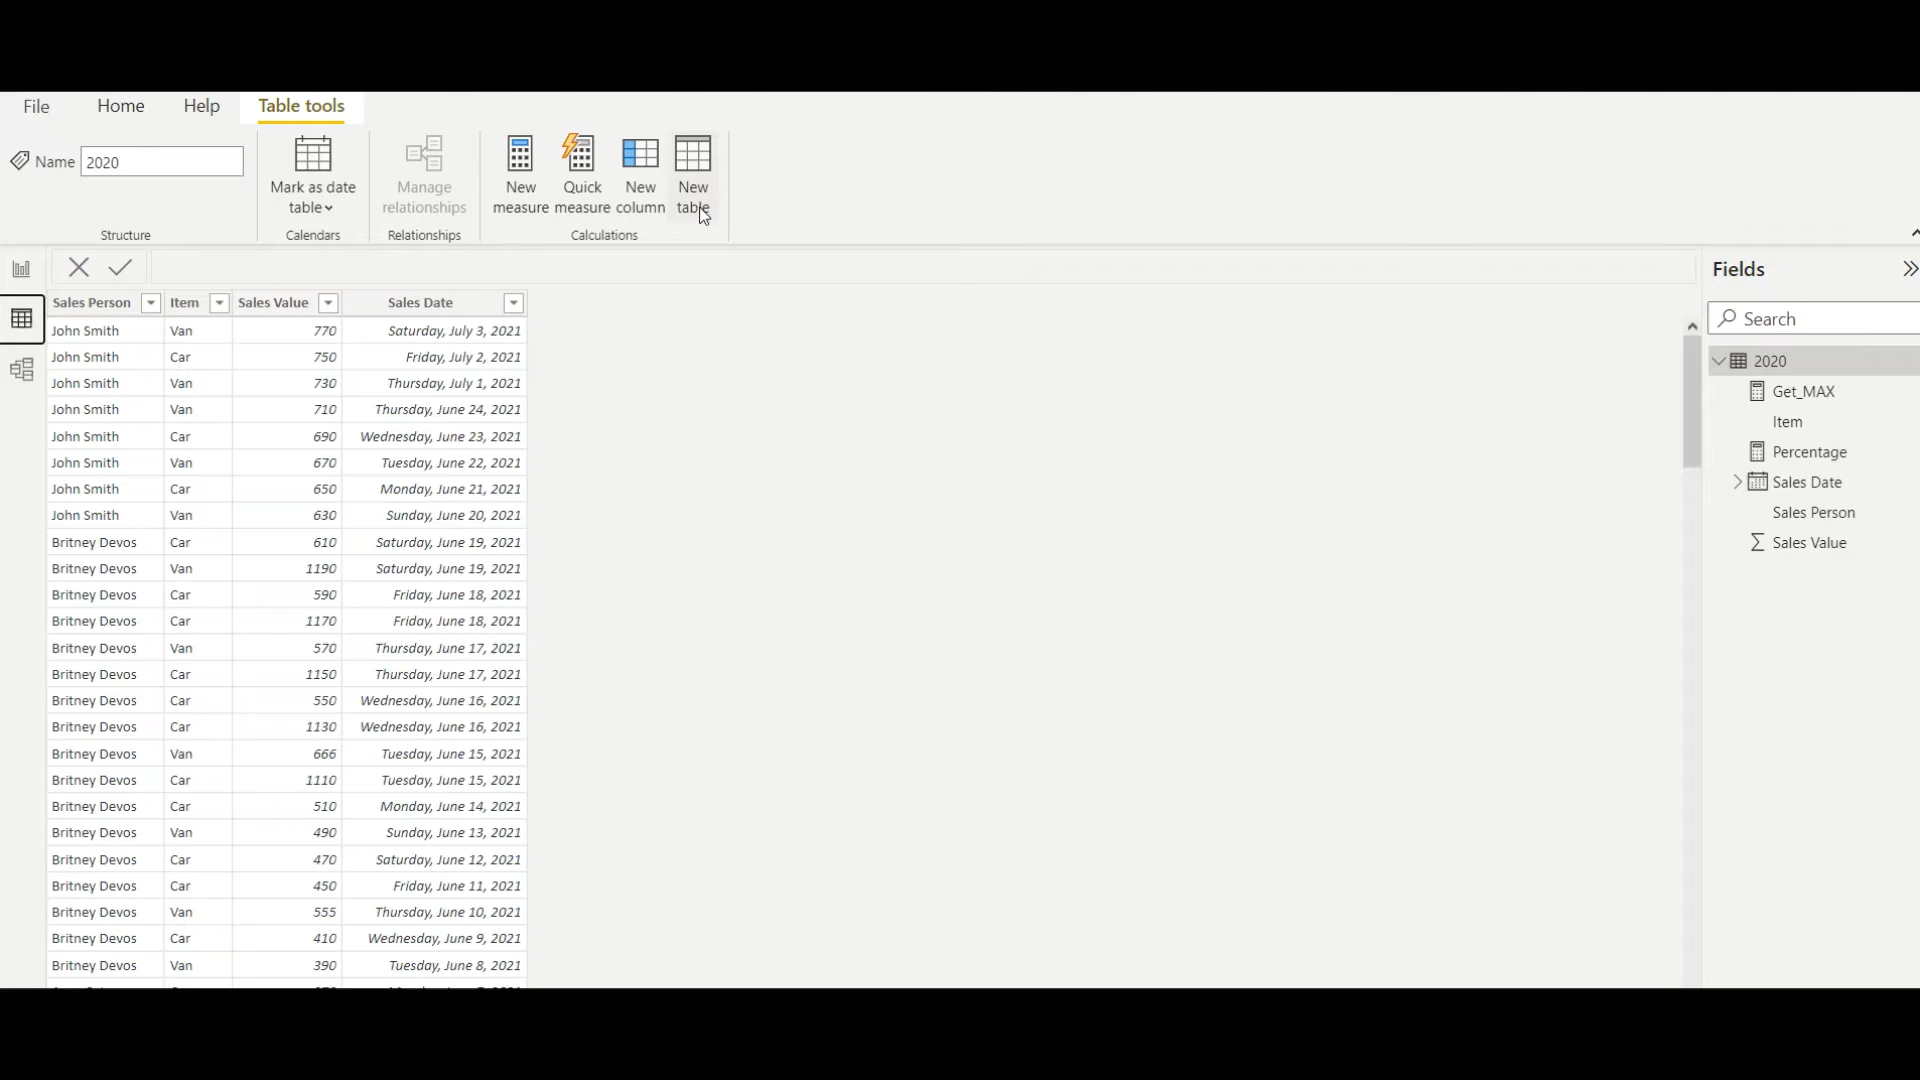 File Home Help Table tools
Name 2020
Mark as date table
Manage relationships
New measure
Quick measure
New column
New table
Structure Calendars Relationships Calculations
Fields
Search
2020
Get_MAX
Item
Percentage
Sales Date
Sales Person
Sales Value
Sales Person Item Sales Value Sales Date
John Smith Van 770 Saturday, July 3, 2021
John Smith Car 750 Friday, July 2, 2021
John Smith Van 730 Thursday, July 1, 2021
John Smith Van 710 Thursday, June 24, 2021
John Smith Car 690 Wednesday, June 23, 2021
John Smith Van 670 Tuesday, June 22, 2021
John Smith Car 650 Monday, June 21, 2021
John Smith Van 630 Sunday, June 20, 2021
Britney Devos Car 610 Saturday, June 19, 2021
Britney Devos Van 1190 Saturday, June 19, 2021
Britney Devos Car 590 Friday, June 18, 2021
Britney Devos Car 1170 Friday, June 18, 2021
Britney Devos Van 570 Thursday, June 17, 2021
Britney Devos Car 1150 Thursday, June 17, 2021
Britney Devos Car 550 Wednesday, June 16, 2021
Britney Devos Car 1130 Wednesday, June 16, 2021
Britney Devos Van 666 Tuesday, June 15, 2021
Britney Devos Car 1110 Tuesday, June 15, 2021
Britney Devos Car 510 Monday, June 14, 2021
Britney Devos Van 490 Sunday, June 13, 2021
Britney Devos Car 470 Saturday, June 12, 2021
Britney Devos Car 450 Friday, June 11, 2021
Britney Devos Van 555 Thursday, June 10, 2021
Britney Devos Car 410 Wednesday, June 9, 2021
Britney Devos Van 390 Tuesday, June 8, 2021